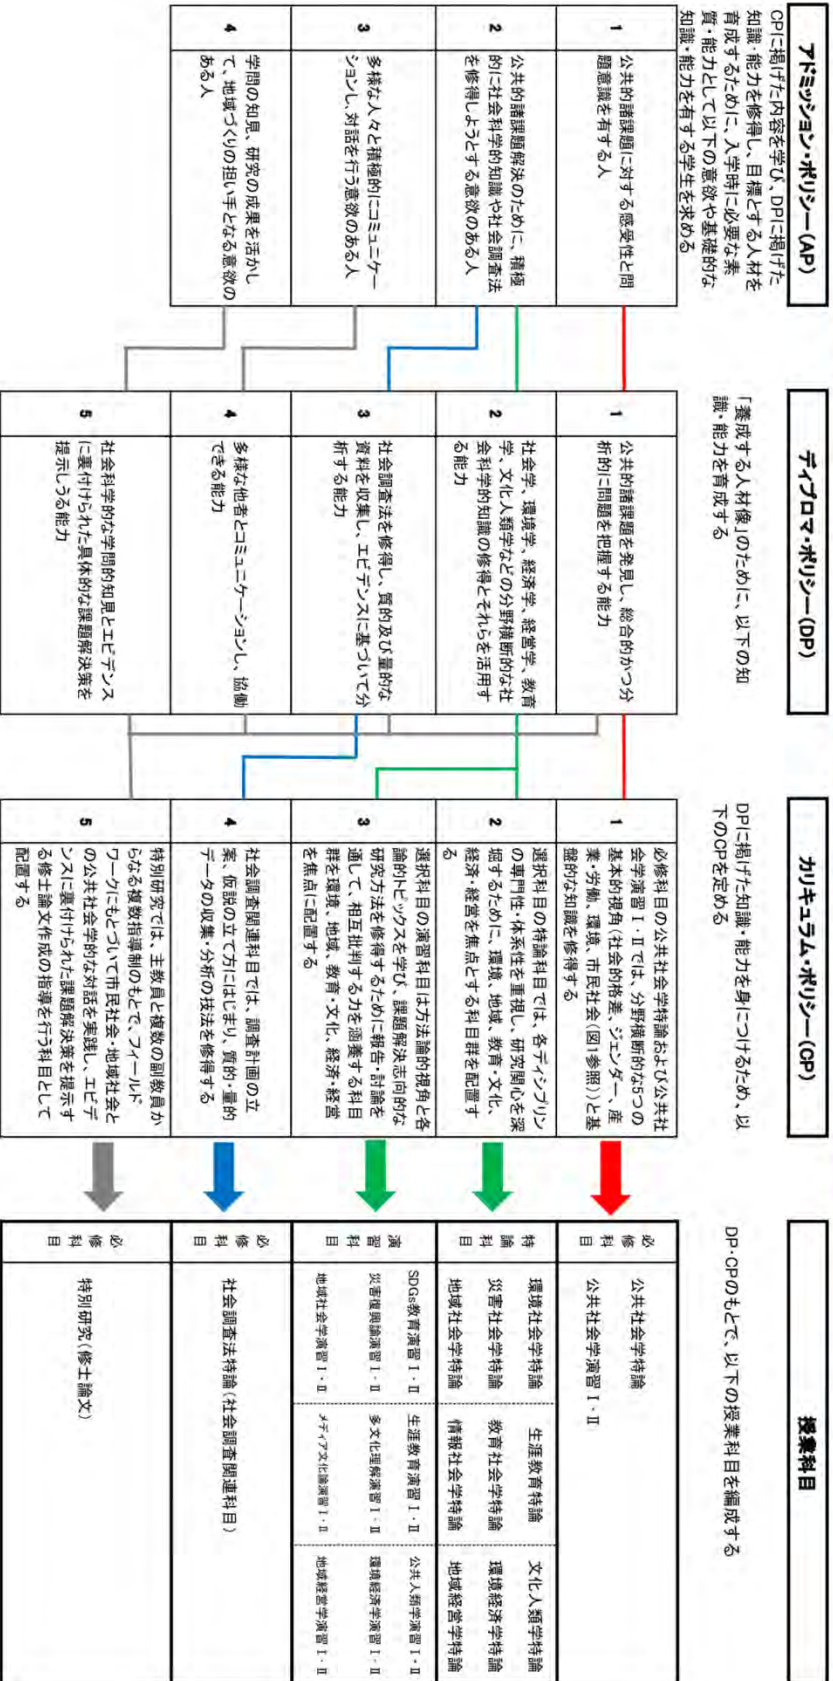 アドミッション・ポリシー(AP)
CPに掲げた内容を学び、DPに掲げた
知識・能力を修得し、目標とする人材を
育成するために、入学時に必要な素
質・能力として以下の意欲や基礎的な
知識・能力を有する学生を求める
1
公共的諸課題に対する感受性と問
題意識を有する人
2
公共的諸課題解決のために、積極
的に社会科学的知識や社会調査法
を修得しようとする意欲のある人
3
多様な人々と積極的にコミュニケー
ションし、対話を行う意欲のある人
4
学問の知見、研究の成果を活かし
て、地域づくりの担い手となる意欲の
ある人
ディプロマ・ポリシー(DP)
「養成する人材像」のために、以下の知
識・能力を育成する
1
公共的諸課題を発見し、総合的かつ分
析的に問題を把握する能力
2
社会学、環境学、経済学、経営学、教育
学、文化人類学などの分野横断的な社
会科学的知識の修得とそれらを活用す
る能力
3
社会調査法を修得し、質的及び量的な
資料を収集し、エビデンスに基づいて分
析する能力
4
多様な他者とコミュニケーションし、協働
できる能力
5
社会科学的な学問的知見とエビデンス
に裏付けられた具体的な課題解決策を
提示しうる能力
カリキュラム・ポリシー(CP)
DPに掲げた知識・能力を身につけるため、以
下のCPを定める
1
必修科目の公共社会学特論および公共社
会学演習Ⅰ・Ⅱでは、分野横断的な5つの
基本的視角(社会的格差、ジェンダー、産
業・労働、環境、市民社会(図1参照))と基
盤的な知識を修得する
2
選択科目の特論科目では、各ディシプリン
の専門性・体系性を重視し、研究関心を深
堀するために、環境、地域、教育・文化、
経済・経営を焦点とする科目群を配置す
る
3
選択科目の演習科目は方法論的視角と各
論的トピックスを学び、課題解決志向的な
研究方法を修得するために報告・討論を
通して、相互批判する力を涵養する科目
群を環境、地域、教育・文化、経済・経営
を焦点に配置する
4
社会調査関連科目では、調査計画の立
案、仮説の立て方にはじまり、質的・量的
データの収集・分析の技法を修得する
5
特別研究では、主教員と複数の副教員か
らなる複数指導制のもとで、フィールド
ワークにもとづいて市民社会・地域社会と
の公共社会学的な対話を実践し、エビデ
ンスに裏付けられた課題解決策を提示す
る修士論文作成の指導を行う科目として
配置する
授業科目
DP・CPのもとで、以下の授業科目を編成する
必修科目
公共社会学特論
公共社会学演習Ⅰ・Ⅱ
特論科目
環境社会学特論 生涯教育特論 文化人類学特論
災害社会学特論 教育社会学特論 環境経済学特論
地域社会学特論 情報社会学特論 地域経営学特論
演習科目
SDGs教育演習Ⅰ・Ⅱ 生涯教育演習Ⅰ・Ⅱ 公共人類学演習Ⅰ・Ⅱ
災害復興論演習Ⅰ・Ⅱ 多文化理解演習Ⅰ・Ⅱ 環境経済学演習Ⅰ・Ⅱ
地域社会学演習Ⅰ・Ⅱ メディア文化論演習Ⅰ・Ⅱ 地域経営学演習Ⅰ・Ⅱ
必修科目
社会調査法特論(社会調査関連科目)
必修科目
特別研究(修士論文)